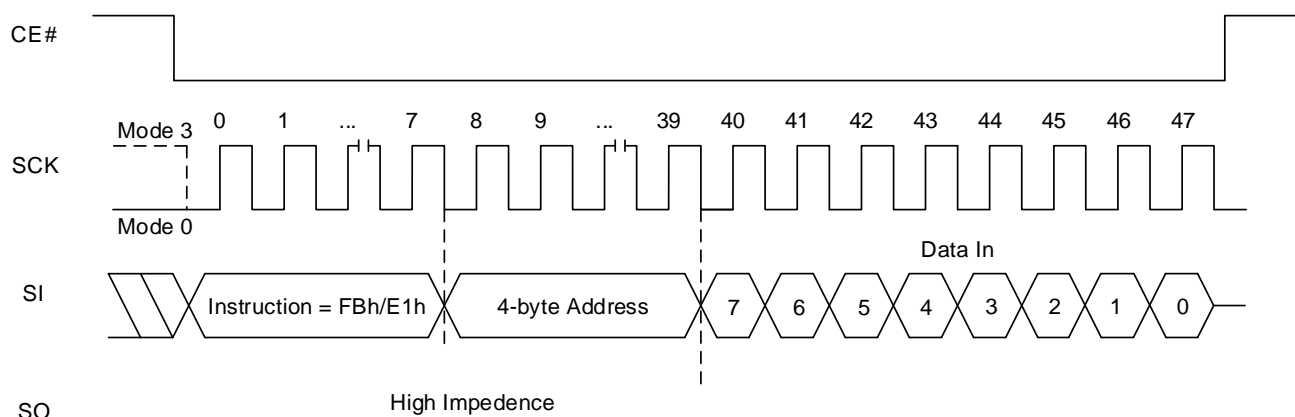 CE#
Mode 3 0 1 ... 7 8 9 ... 39 40 41 42 43 44 45 46 47
SCK
Mode 0
Data In
SI Instruction = FBh/E1h 4-byte Address 7 6 5 4 3 2 1 0
High Impedence
SO